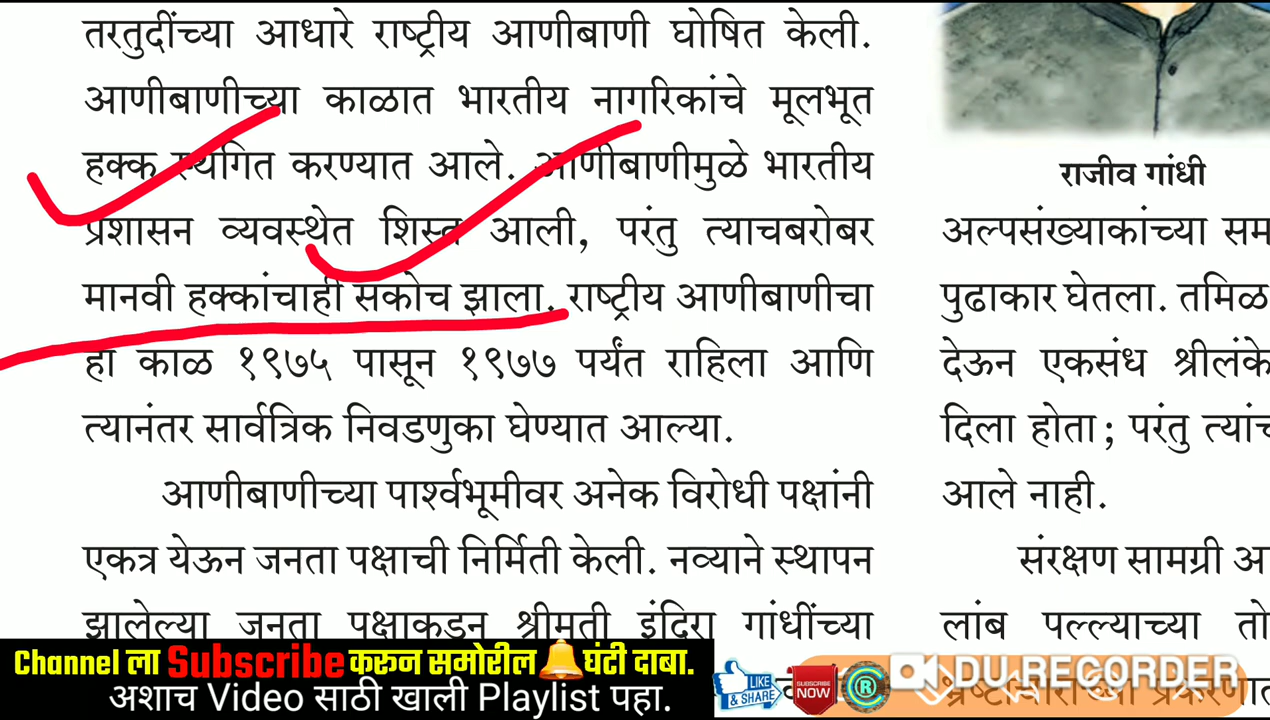 तरतुदींच्या आधारे राष्ट्रीय आणीबाणी घोषित केली.
आणीबाणीच्या काळात भारतीय नागरिकांचे मूलभूत
हक्क स्थगित करण्यात आले. आणीबाणीमुळे भारतीय
प्रशासन व्यवस्थेत शिस्त आली, परंतु त्याचबरोबर
मानवी हक्कांचाही संकोच झाला. राष्ट्रीय आणीबाणीचा
हा काळ १९७५ पासून १९७७ पर्यंत राहिला आणि
त्यानंतर सार्वत्रिक निवडणुका घेण्यात आल्या.
आणीबाणीच्या पार्श्वभूमीवर अनेक विरोधी पक्षांनी
एकत्र येऊन जनता पक्षाची निर्मिती केली. नव्याने स्थापन
झालेल्या जनता पक्षाकडून श्रीमती इंदिरा गांधींच्या
राजीव गांधी
अल्पसंख्याकांच्या सम
पुढाकार घेतला. तमिळ
देऊन एकसंध श्रीलंके
दिला होता; परंतु त्यांच
आले नाही.
संरक्षण सामग्री अ
लांब पल्ल्याच्या तो
भ्रष्टाचाराच्या प्रकरणात
Channel ला Subscribe करून समोरील घंटी दाबा.
अशाच Video साठी खाली Playlist पहा.
LIKE & SHARE
SUBSCRIBE NOW
R
DU RECORDER